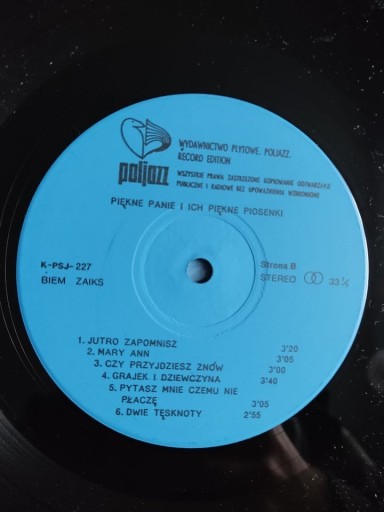 poljazz
WYDAWNICTWO PŁYTOWE. POLJAZZ.
RECORD EDITION
WSZYSTKIE PRAWA ZASTRZEŻONE KOPIOWANIE ODTWARZANIE
PUBLICZNE I RADIOWE BEZ UPOWAŻNIENIA WZBRONIONE
PIĘKNE PANIE I ICH PIĘKNE PIOSENKI
K-PSJ-227 Strona B
BIEM ZAIKS STEREO 33 ⅓
1. JUTRO ZAPOMNISZ 3'20
2. MARY ANN 3'05
3. CZY PRZYJDZIESZ ZNÓW 3'00
4. GRAJEK I DZIEWCZYNA 3'40
5. PYTASZ MNIE CZEMU NIE
PŁACZĘ 3'05
6. DWIE TĘSKNOTY 2'55